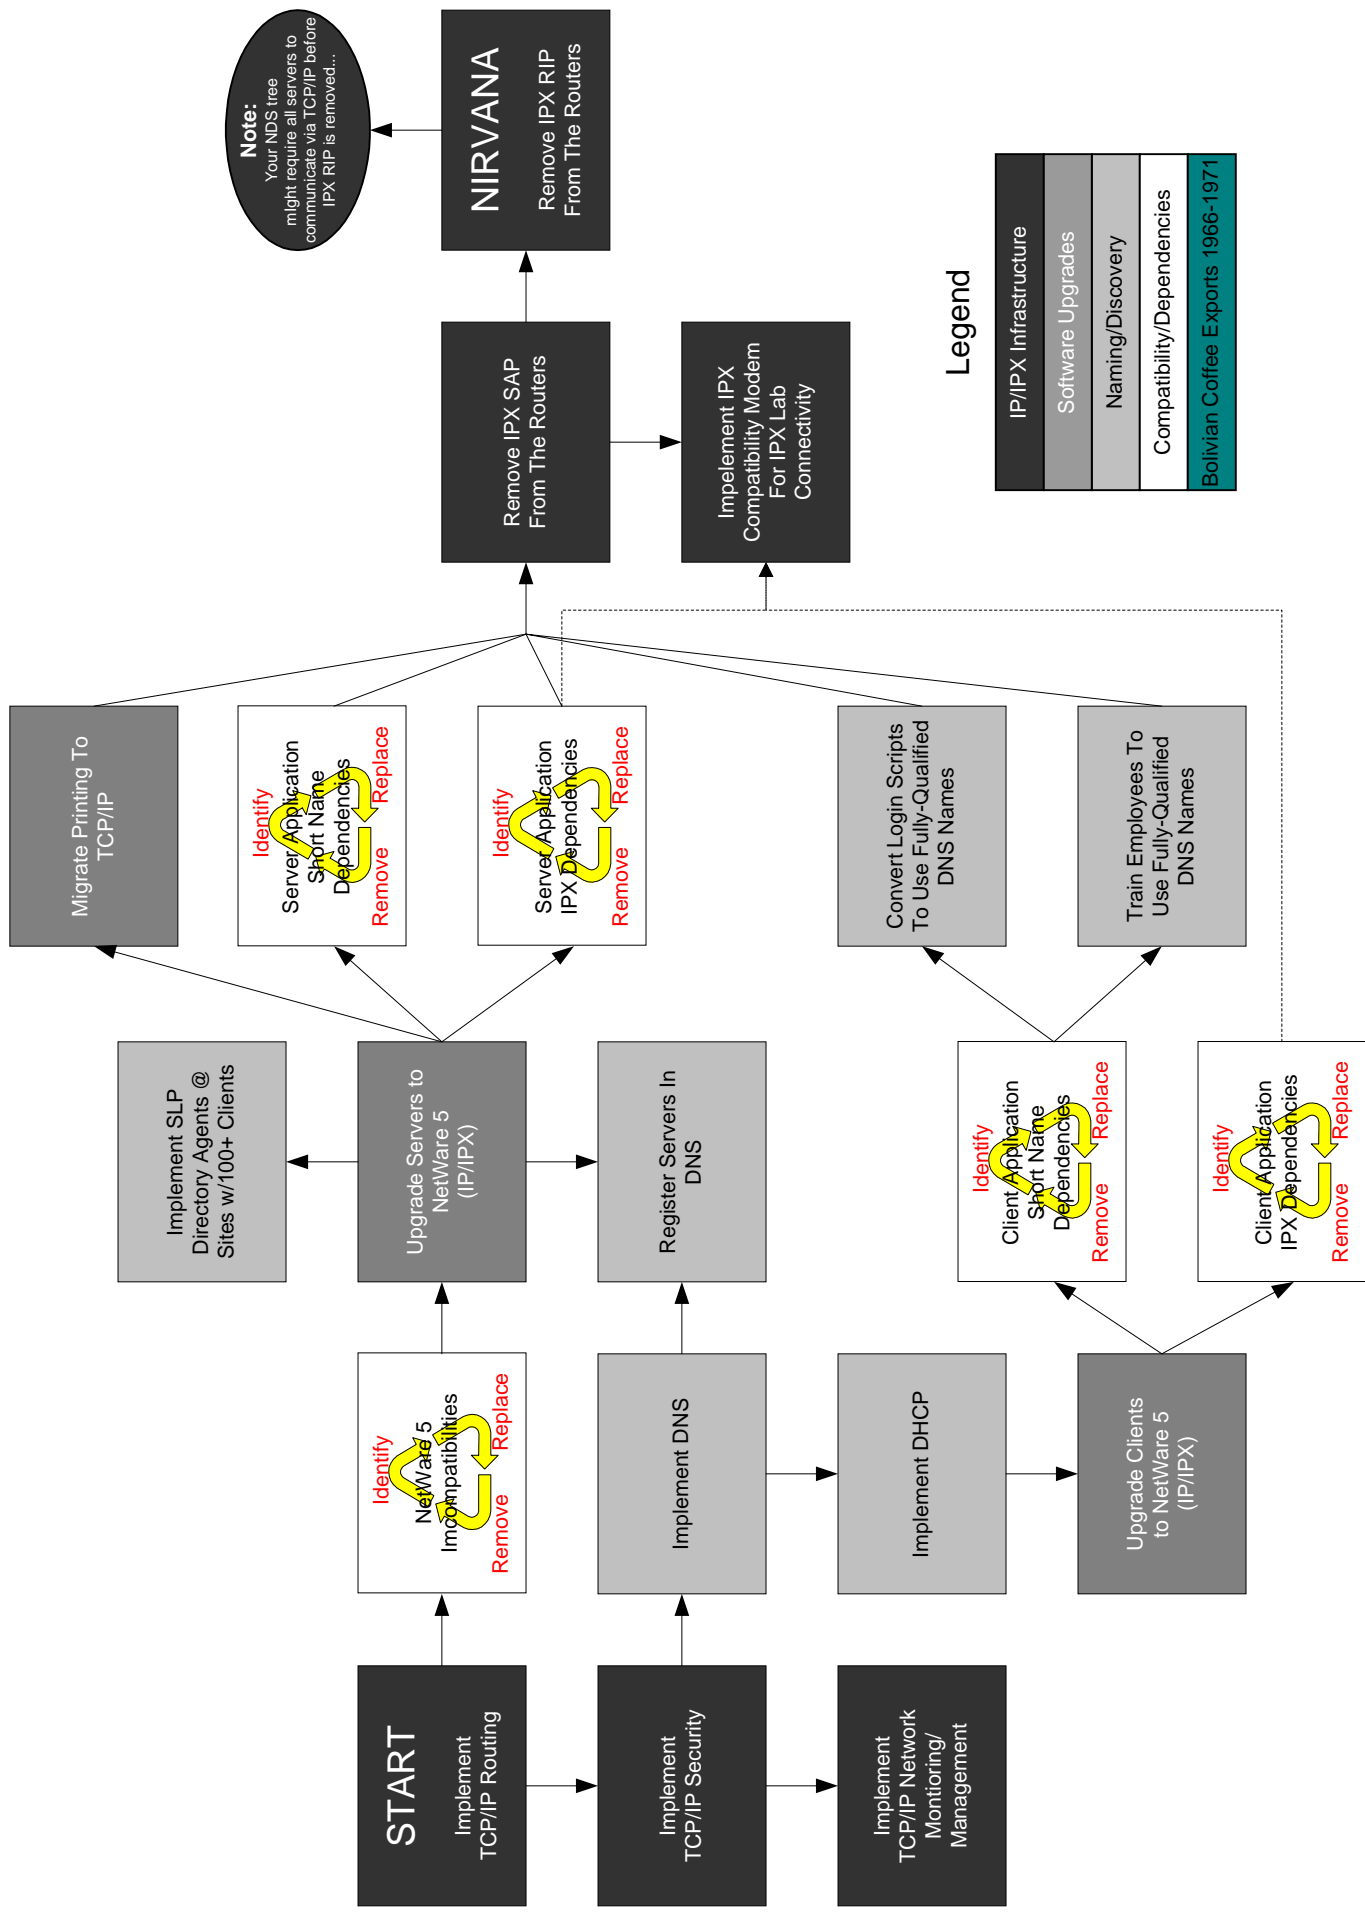 START
Implement
TCP/IP Routing
Implement
TCP/IP Security
Implement
TCP/IP Network
Montioring/
Management
Identify
NetWare 5
Imcompatibilities
Remove
Replace
Implement DNS
Implement DHCP
Upgrade Clients
to NetWare 5
(IP/IPX)
Implement SLP
Directory Agents @
Sites w/100+ Clients
Upgrade Servers to
NetWare 5
(IP/IPX)
Register Servers In
DNS
Identify
Client Application
Short Name
Dependencies
Remove
Replace
Identify
Client Application
IPX Dependencies
Remove
Replace
Migrate Printing To
TCP/IP
Identify
Server Application
Short Name
Dependencies
Remove
Replace
Identify
Server Application
IPX Dependencies
Remove
Replace
Convert Login Scripts
To Use Fully-Qualified
DNS Names
Train Employees To
Use Fully-Qualified
DNS Names
Remove IPX SAP
From The Routers
Impelement IPX
Compatibility Modem
For IPX Lab
Connectivity
Note:
Your NDS tree
mIght require all servers to
communicate via TCP/IP before
IPX RIP is removed...
NIRVANA
Remove IPX RIP
From The Routers
Legend
IP/IPX Infrastructure
Software Upgrades
Naming/Discovery
Compatibility/Dependencies
Bolivian Coffee Exports 1966-1971